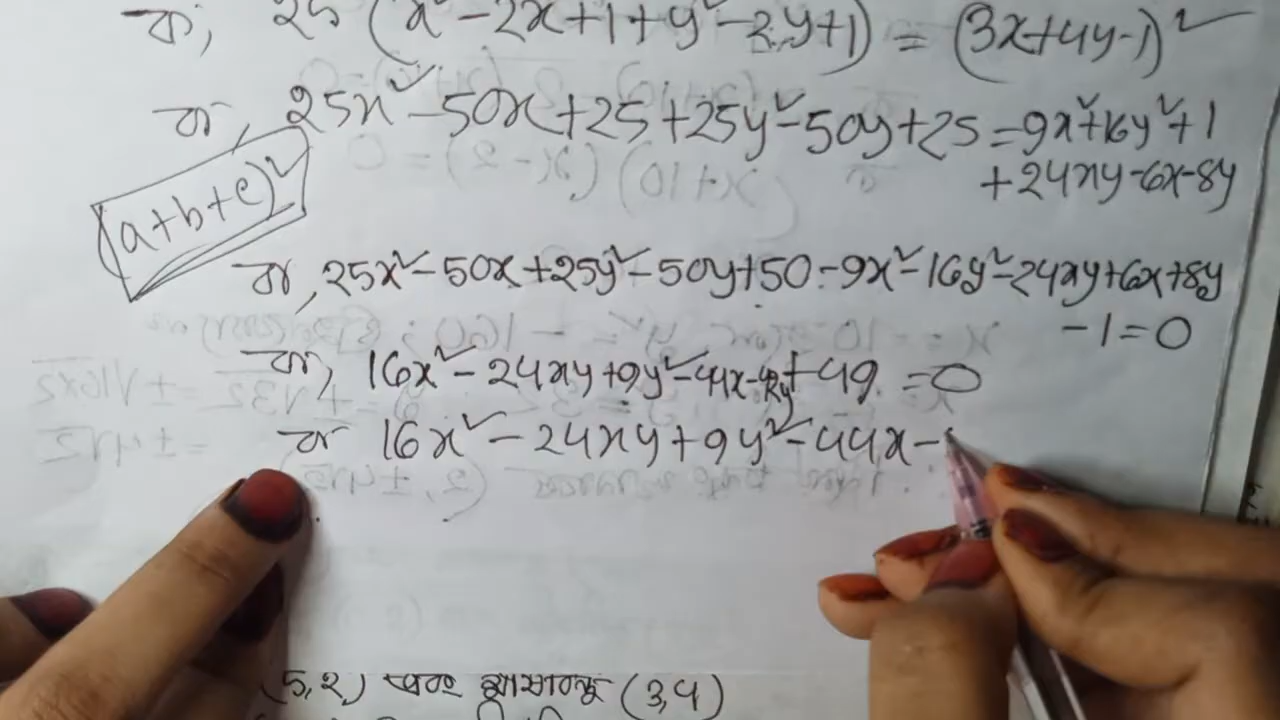 বা, 25 (x² - 2x + 1 + y² - 2y + 1) = (3x + 4y - 1)²
বা, 25x² - 50x + 25 + 25y² - 50y + 25 = 9x² + 16y² + 1
+ 24xy - 6x - 8y
(a+b+c)²
বা, 25x² - 50x + 25y² - 50y + 50 - 9x² - 16y² - 24xy + 6x + 8y
- 1 = 0
বা, 16x² - 24xy + 9y² - 44x - 42y + 49 = 0
বা 16x² - 24xy + 9y² - 44x -
(5,2) এবং (3,4)